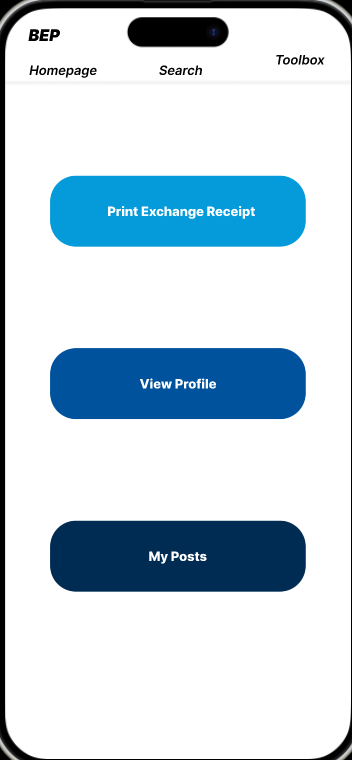 BEP
Homepage
Search
Toolbox
Print Exchange Receipt
View Profile
My Posts